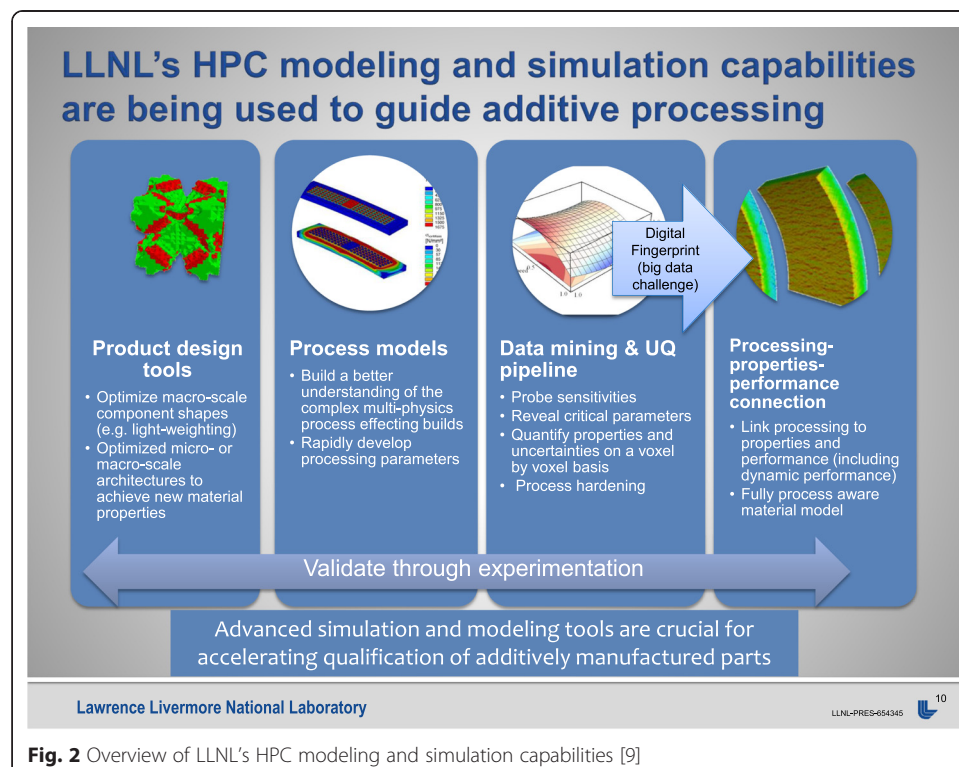 LLNL's HPC modeling and simulation capabilities
are being used to guide additive processing
Product design
tools
• Optimize macro-scale
component shapes
(e.g. light-weighting)
• Optimized micro- or
macro-scale
architectures to
achieve new material
properties
Process models
• Build a better
understanding of the
complex multi-physics
process effecting builds
• Rapidly develop
processing parameters
Data mining & UQ
pipeline
• Probe sensitivities
• Reveal critical parameters
• Quantify properties and
uncertainties on a voxel
by voxel basis
• Process hardening
Digital
Fingerprint
(big data
challenge)
Processing-
properties-
performance
connection
• Link processing to
properties and
performance (including
dynamic performance)
• Fully process aware
material model
Validate through experimentation
Advanced simulation and modeling tools are crucial for
accelerating qualification of additively manufactured parts
Lawrence Livermore National Laboratory
LLNL-PRES-654345
10
Fig. 2 Overview of LLNL's HPC modeling and simulation capabilities [9]